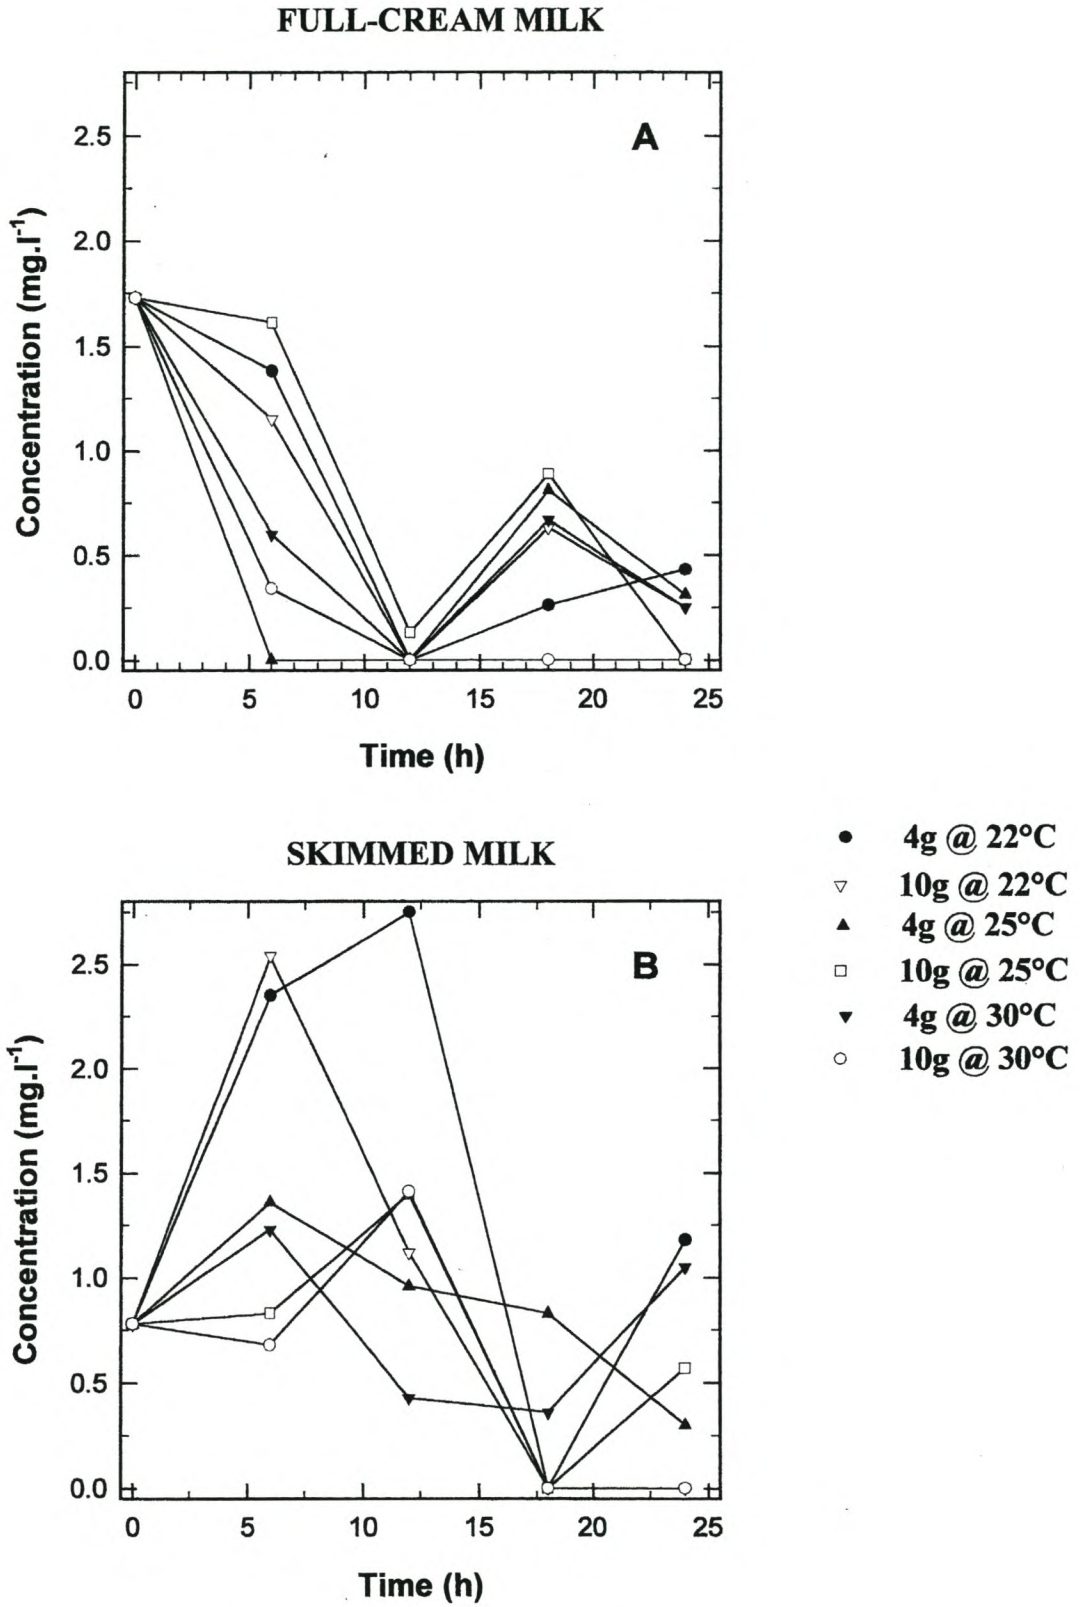 FULL-CREAM MILK
A
2.5
2.0
1.5
1.0
0.5
0.0
Concentration (mg.l⁻¹)
0 5 10 15 20 25
Time (h)
SKIMMED MILK
B
2.5
2.0
1.5
1.0
0.5
0.0
Concentration (mg.l⁻¹)
0 5 10 15 20 25
Time (h)
4g @ 22°C
10g @ 22°C
4g @ 25°C
10g @ 25°C
4g @ 30°C
10g @ 30°C